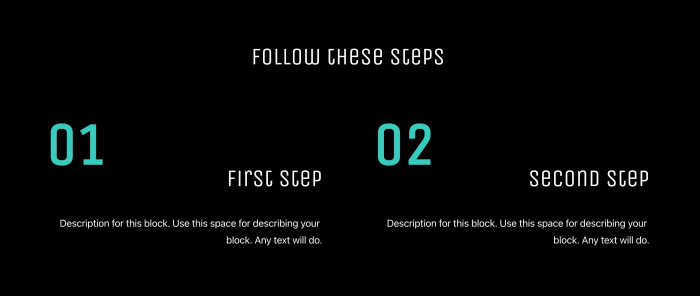 Follow these steps
01
First step
Description for this block. Use this space for describing your
block. Any text will do.
02
Second step
Description for this block. Use this space for describing your
block. Any text will do.